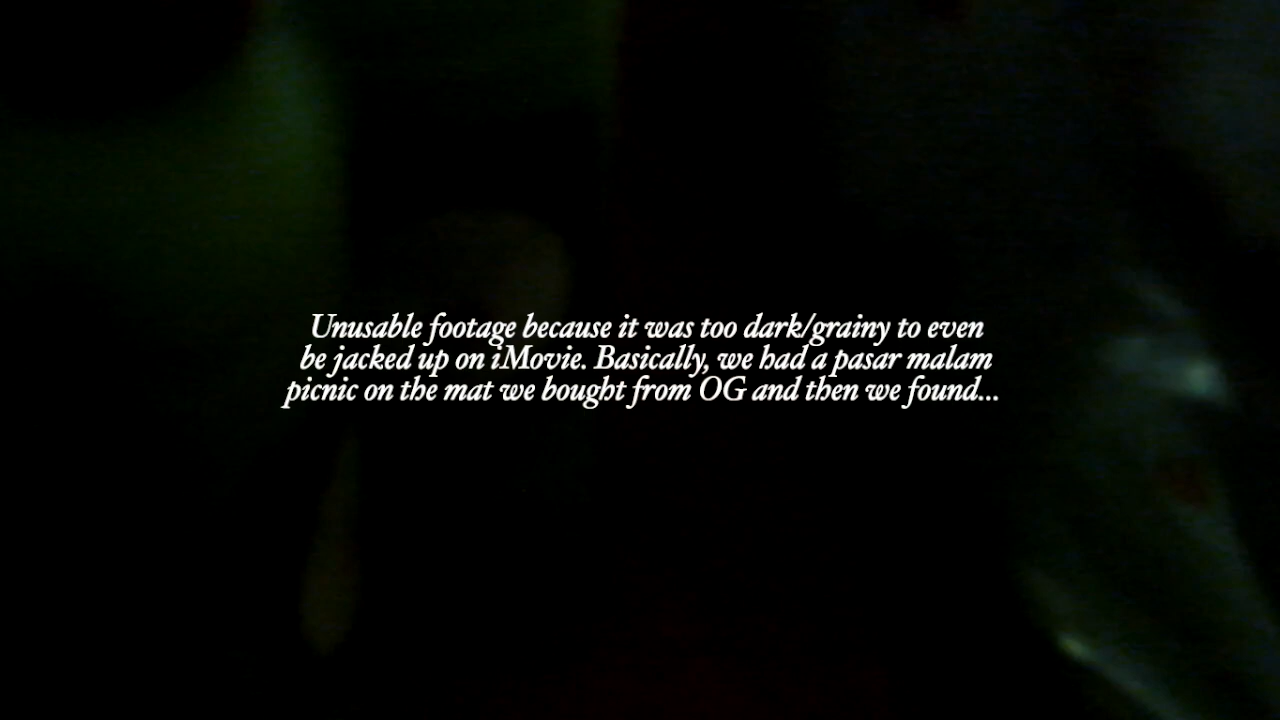 Unusable footage because it was too dark/grainy to even
be jacked up on iMovie. Basically, we had a pasar malam
picnic on the mat we bought from OG and then we found...